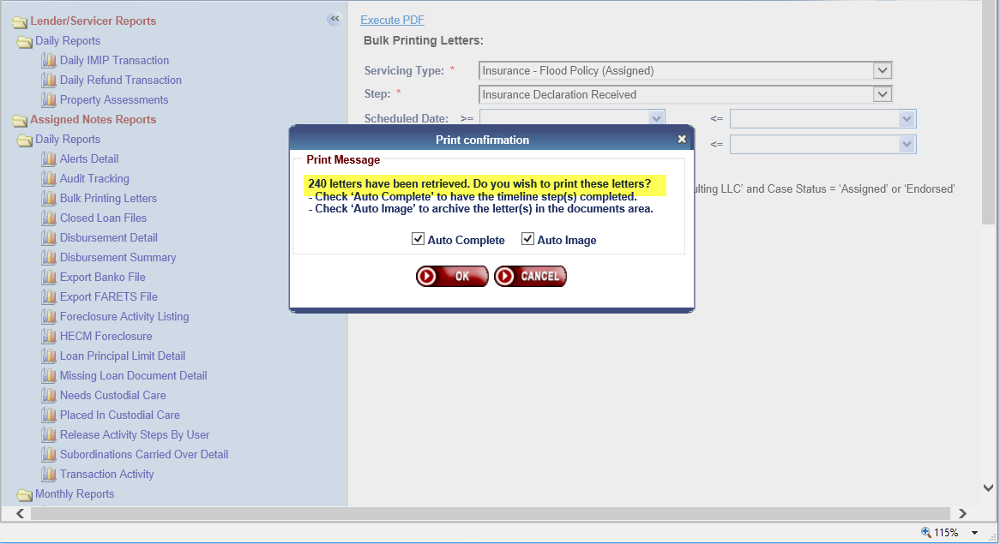 Lender/Servicer Reports
Daily Reports
Daily IMIP Transaction
Daily Refund Transaction
Property Assessments
Assigned Notes Reports
Daily Reports
Alerts Detail
Audit Tracking
Bulk Printing Letters
Closed Loan Files
Disbursement Detail
Disbursement Summary
Export Banko File
Export FARETS File
Foreclosure Activity Listing
HECM Foreclosure
Loan Principal Limit Detail
Missing Loan Document Detail
Needs Custodial Care
Placed In Custodial Care
Release Activity Steps By User
Subordinations Carried Over Detail
Transaction Activity
Monthly Reports
Execute PDF
Bulk Printing Letters:
Servicing Type: * Insurance - Flood Policy (Assigned)
Step: * Insurance Declaration Received
Scheduled Date: >= <=
<=
LLC’ and Case Status = ‘Assigned’ or ‘Endorsed’
Print confirmation
Print Message
240 letters have been retrieved. Do you wish to print these letters?
- Check ‘Auto Complete’ to have the timeline step(s) completed.
- Check ‘Auto Image’ to archive the letter(s) in the documents area.
Auto Complete Auto Image
OK CANCEL
115%